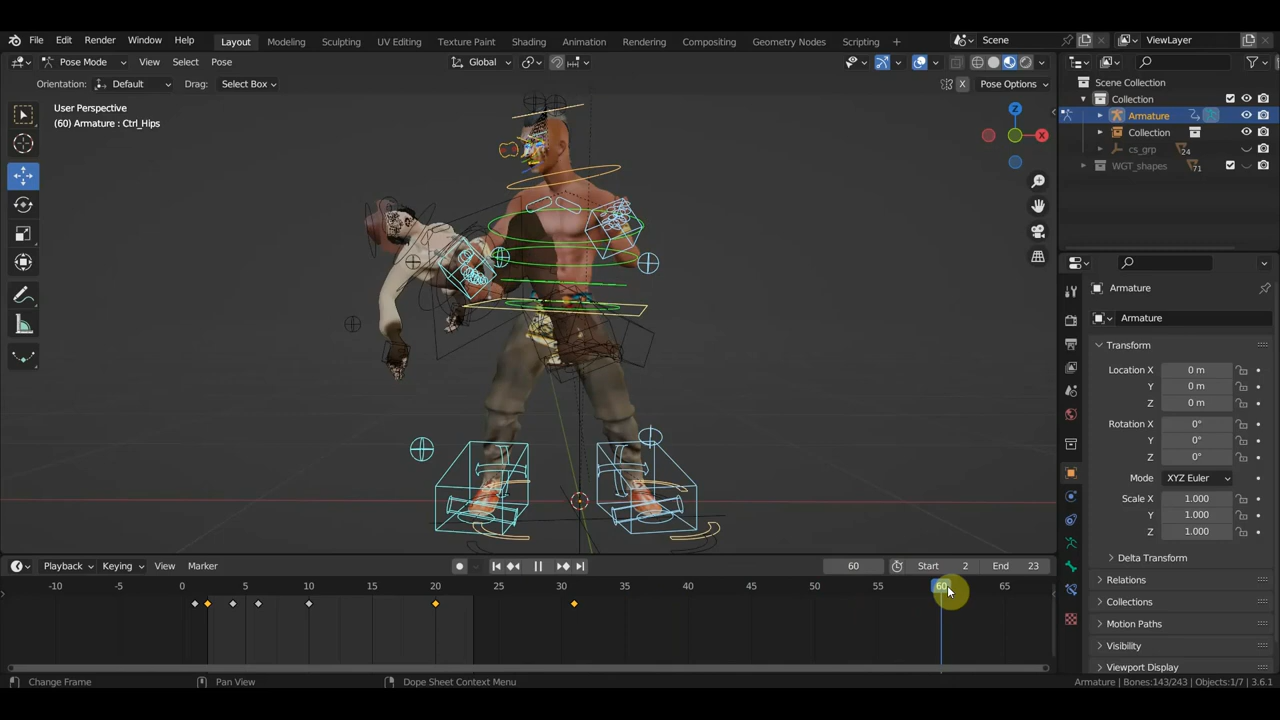 File Edit Render Window Help Layout Modeling Sculpting UV Editing Texture Paint Shading Animation Rendering Compositing Geometry Nodes Scripting + Scene ViewLayer
Pose Mode View Select Pose Global
Orientation: Default Drag: Select Box X Pose Options
User Perspective
(60) Armature : Ctrl_Hips
Z
X
Scene Collection
Collection
Armature
Collection
cs_grp 24
WGT_shapes 71
Armature
Armature
Transform
Location X 0 m
Y 0 m
Z 0 m
Rotation X 0°
Y 0°
Z 0°
Mode XYZ Euler
Scale X 1.000
Y 1.000
Z 1.000
Delta Transform
Relations
Collections
Motion Paths
Visibility
Viewport Display
Playback Keying View Marker 60 Start 2 End 23
-10 -5 0 5 10 15 20 25 30 35 40 45 50 55 60 65
Change Frame Pan View Dope Sheet Context Menu Armature | Bones:143/243 | Objects:1/7 | 3.6.1